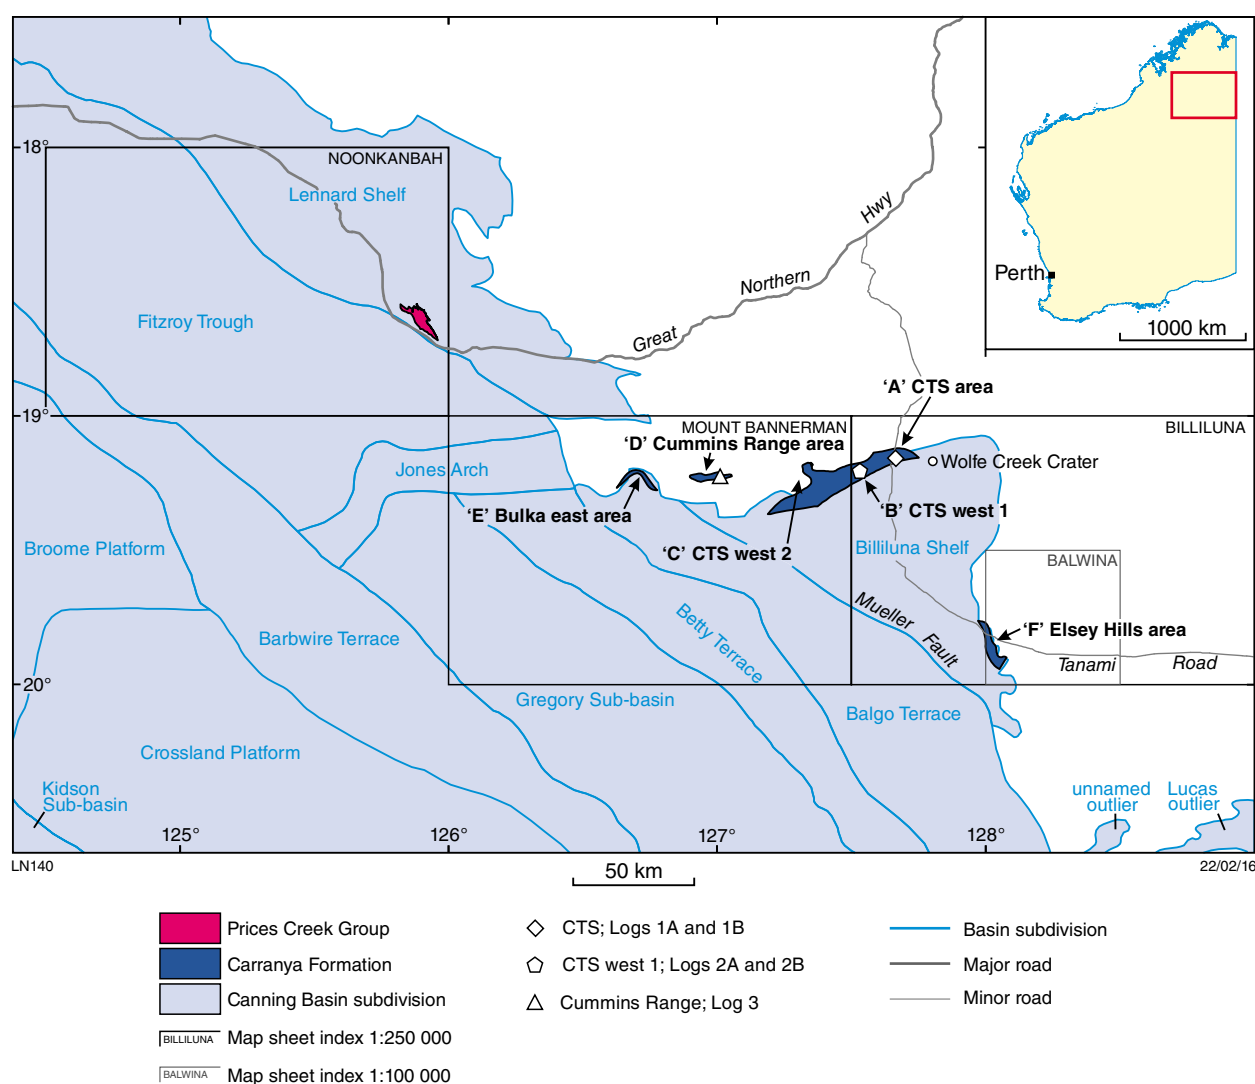 18°
NOONKANBAH
Lennard Shelf
Hwy
Northern
Great
Perth
1000 km
Fitzroy Trough
19°
‘A’ CTS area
MOUNT BANNERMAN
BILLILUNA
‘D’ Cummins Range area
Wolfe Creek Crater
Jones Arch
‘E’ Bulka east area
‘B’ CTS west 1
‘C’ CTS west 2
Billiluna Shelf
Broome Platform
BALWINA
Mueller
Fault
Betty Terrace
Barbwire Terrace
‘F’ Elsey Hills area
Tanami
Road
20°
Gregory Sub-basin
Balgo Terrace
Crossland Platform
Kidson
Sub-basin
unnamed
outlier
Lucas
outlier
125°
126°
127°
128°
LN140
50 km
22/02/16
Prices Creek Group
Carranya Formation
Canning Basin subdivision
BILLILUNA
Map sheet index 1:250 000
BALWINA
Map sheet index 1:100 000
CTS; Logs 1A and 1B
CTS west 1; Logs 2A and 2B
Cummins Range; Log 3
Basin subdivision
Major road
Minor road